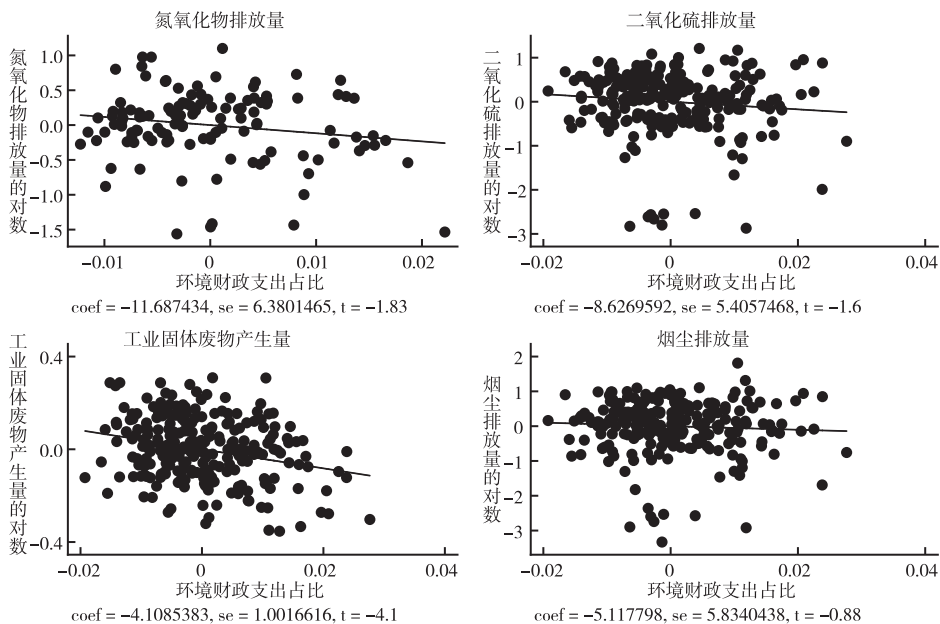 氮氧化物排放量
氮氧化物排放量的对数
1.0
0.5
0.0
−0.5
−1.0
−1.5
−0.01
0
0.01
0.02
环境财政支出占比
coef = −11.687434, se = 6.3801465, t = −1.83
二氧化硫排放量
二氧化硫排放量的对数
1
0
−1
−2
−3
−0.02
0
0.02
0.04
环境财政支出占比
coef = −8.6269592, se = 5.4057468, t = −1.6
工业固体废物产生量
工业固体废物产生量的对数
0.4
0.0
−0.4
−0.02
0
0.02
0.04
环境财政支出占比
coef = −4.1085383, se = 1.0016616, t = −4.1
烟尘排放量
烟尘排放量的对数
2
1
0
−1
−2
−3
−0.02
0
0.02
0.04
环境财政支出占比
coef = −5.117798, se = 5.8340438, t = −0.88